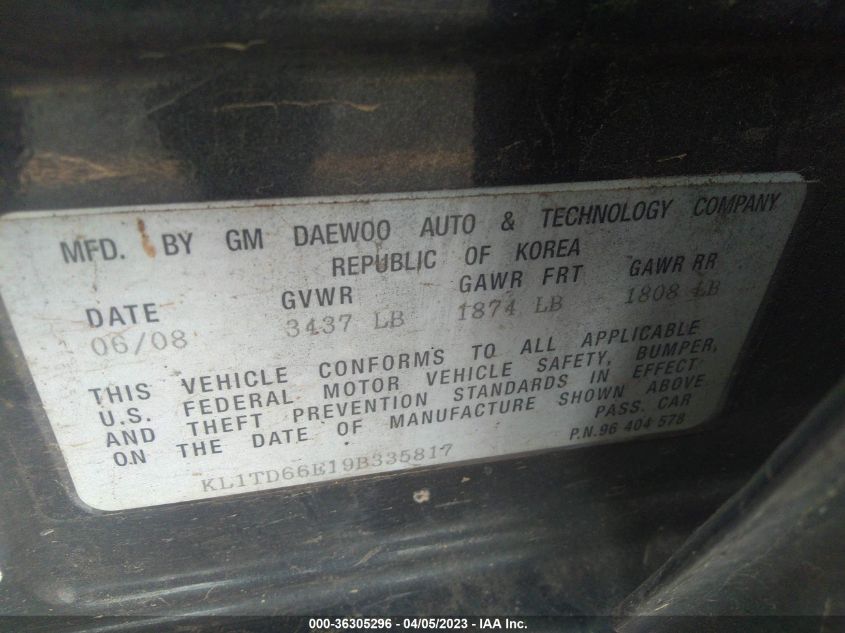 MFD. BY GM DAEWOO AUTO & TECHNOLOGY COMPANY
REPUBLIC OF KOREA
DATE GVWR GAWR FRT GAWR RR
06/08 3437 LB 1874 LB 1808 LB
THIS VEHICLE CONFORMS TO ALL APPLICABLE
U.S. FEDERAL MOTOR VEHICLE SAFETY, BUMPER,
AND THEFT PREVENTION STANDARDS IN EFFECT
ON THE DATE OF MANUFACTURE SHOWN ABOVE
PASS. CAR
KL1TD66E19B335817 P.N.96 404 578
000-36305296 - 04/05/2023 - IAA Inc.